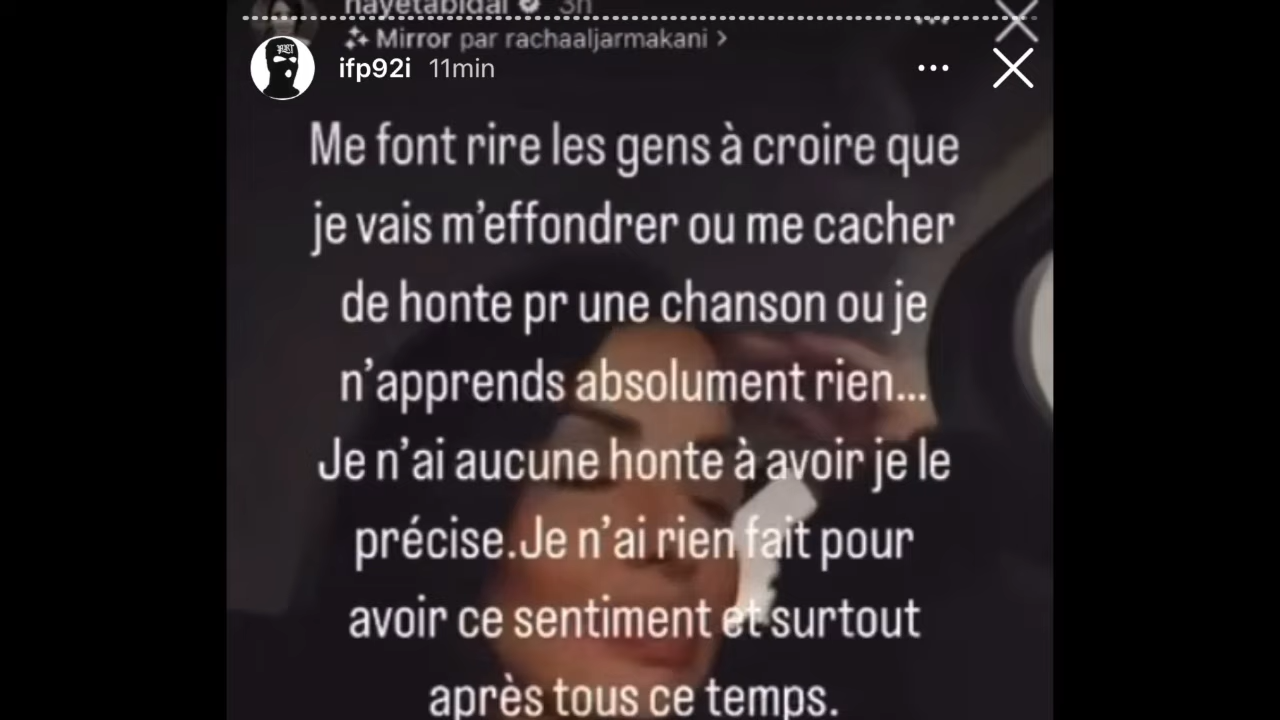 hayetabidal 3h
Mirror par rachaaljarmakani >
ifp92i 11min
Me font rire les gens à croire que
je vais m'effondrer ou me cacher
de honte pr une chanson ou je
n'apprends absolument rien...
Je n'ai aucune honte à avoir je le
précise.Je n'ai rien fait pour
avoir ce sentiment et surtout
après tous ce temps.